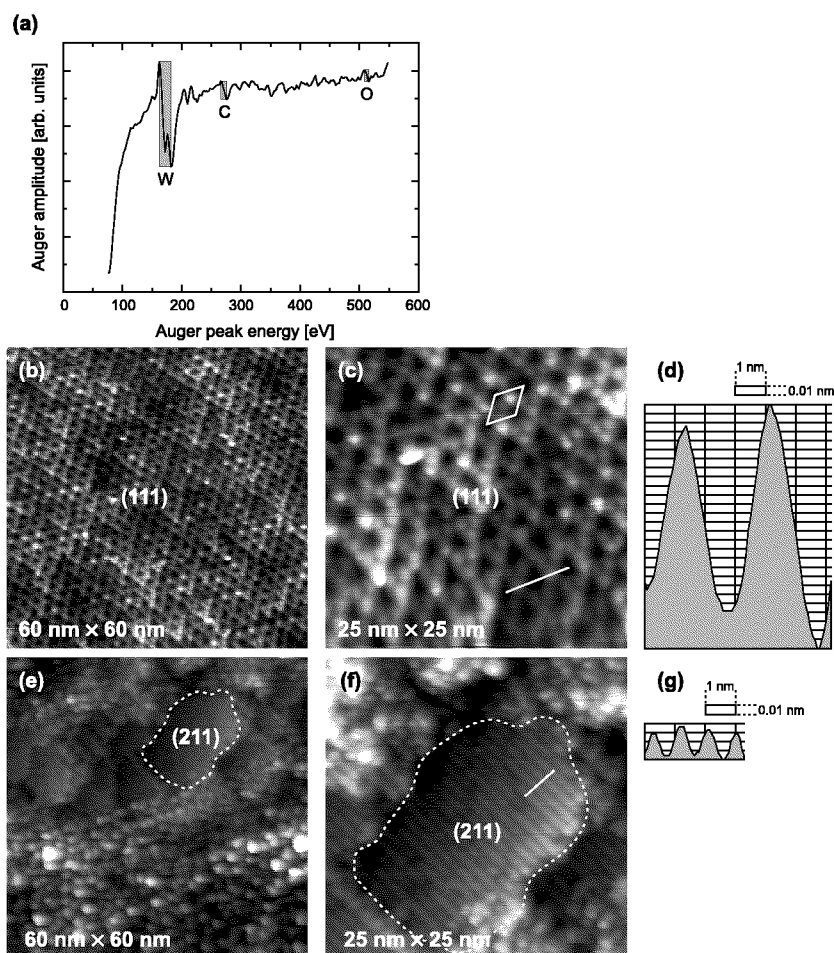 (a)
Auger amplitude [arb. units]
W
C
O
0 100 200 300 400 500 600
Auger peak energy [eV]
(b)
(111)
60 nm × 60 nm
(c)
(111)
25 nm × 25 nm
(d)
1 nm
0.01 nm
(e)
(211)
60 nm × 60 nm
(f)
(211)
25 nm × 25 nm
(g)
1 nm
0.01 nm